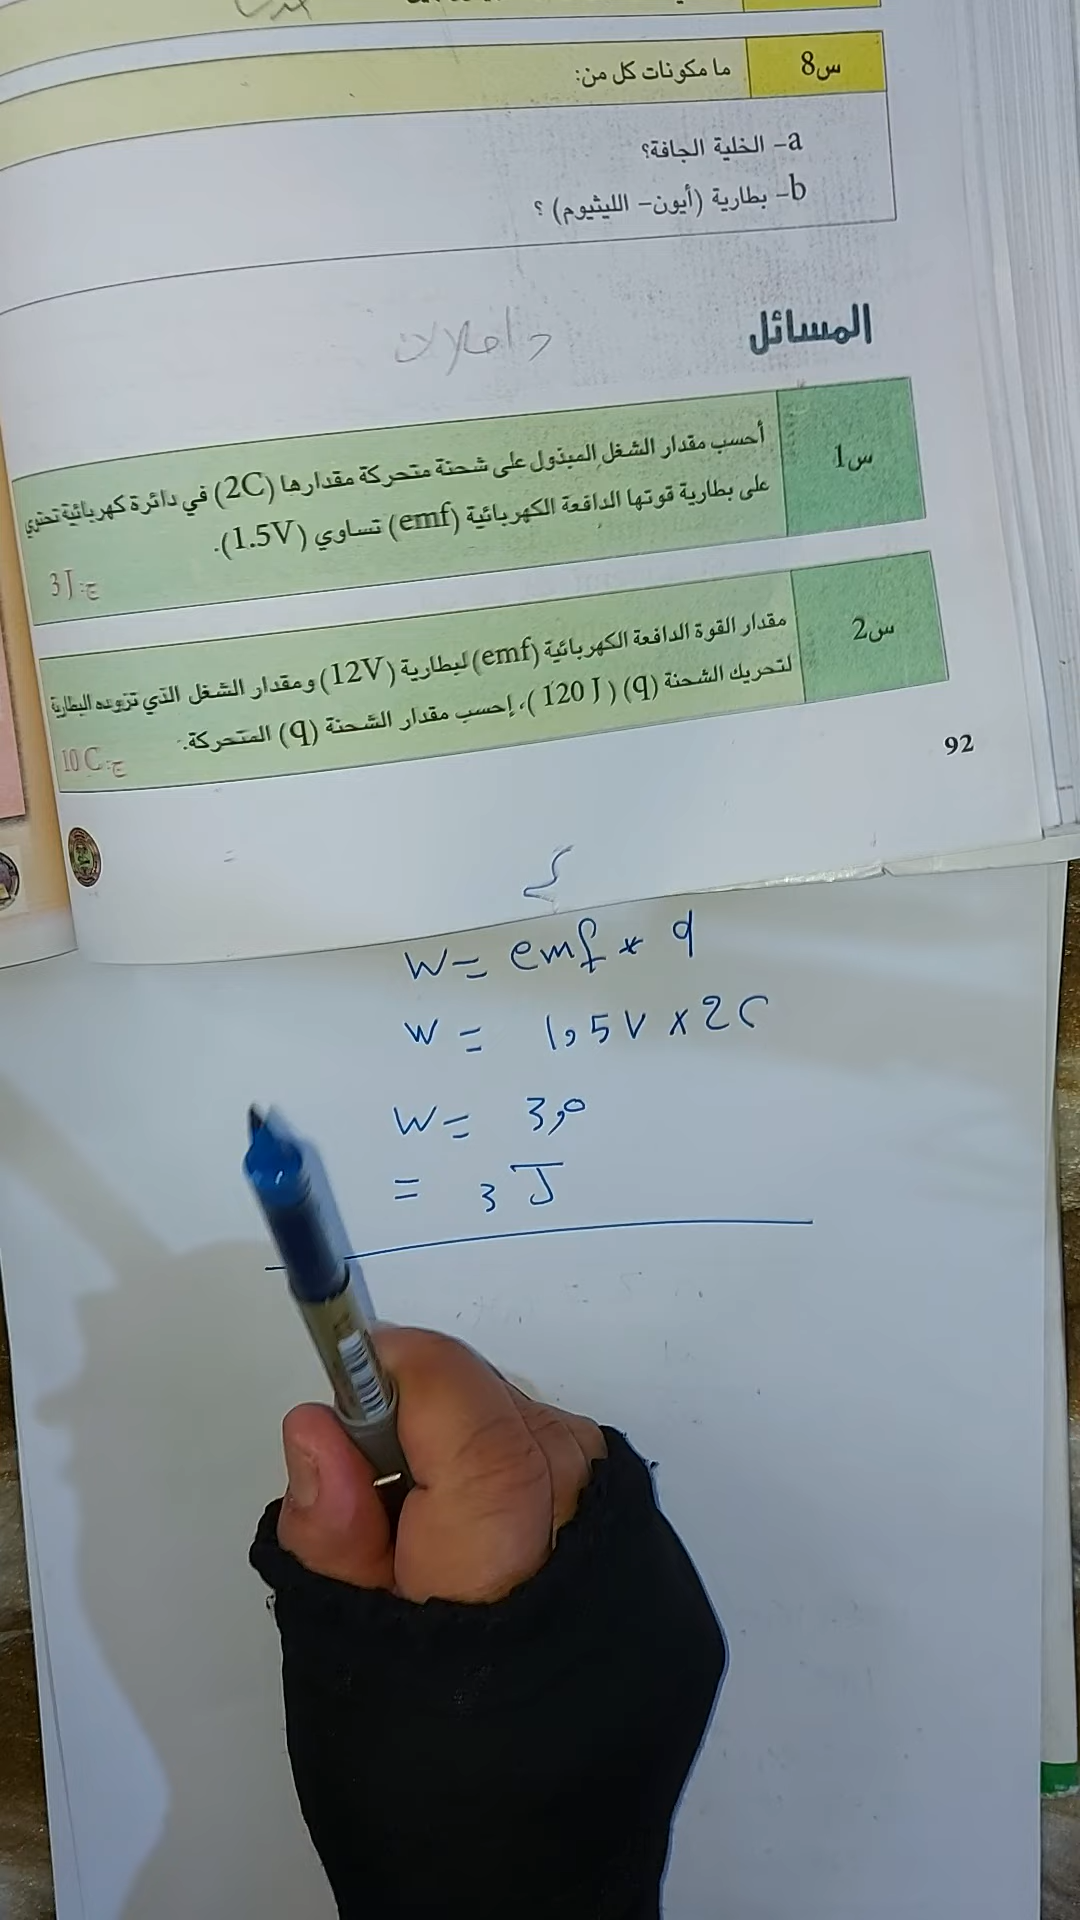 س8
ما مكونات كل من:
a- الخلية الجافة؟
b- بطارية (أيون- الليثيوم) ؟
المسائل
س1
أحسب مقدار الشغل المبذول على شحنة متحركة مقدارها (2C) في دائرة كهربائية تحتوي
على بطارية قوتها الدافعة الكهربائية (emf) تساوي (1.5V).
ج: 3 J
س2
مقدار القوة الدافعة الكهربائية (emf) لبطارية (12V) ومقدار الشغل الذي تزوده البطارية
لتحريك الشحنة (q) (120 J )، إحسب مقدار الشحنة (q) المتحركة.
ج: 10 C
92
W = emf * q
W = 1,5V x 2C
W = 3,0
= 3 J